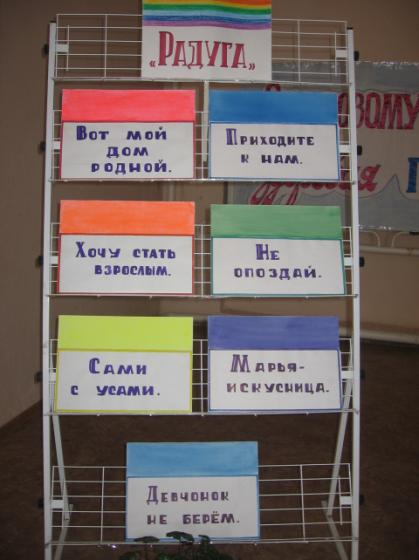 «РАДУГА»
ВОТ МОЙ
ДОМ
РОДНОЙ.
ПРИХОДИТЕ
К НАМ.
ХОЧУ СТАТЬ
ВЗРОСЛЫМ.
НЕ
ОПОЗДАЙ.
САМИ
С УСАМИ.
МАРЬЯ-
ИСКУСНИЦА.
ДЕВЧОНОК
НЕ БЕРЁМ.